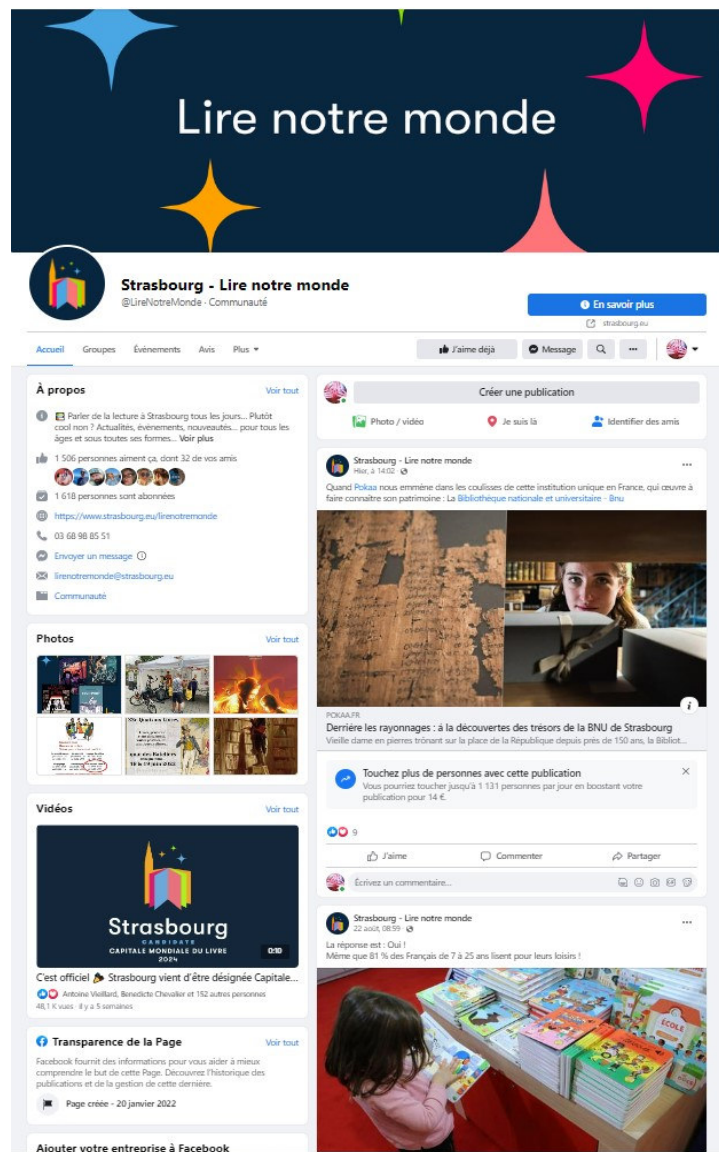 Lire notre monde
Strasbourg - Lire notre monde
@LireNotreMonde · Communauté
En savoir plus
strasbourg.eu
Accueil Groupes Évènements Avis Plus
J'aime déjà Message
À propos Voir tout
Parler de la lecture à Strasbourg tous les jours... Plutôt
cool non ? Actualités, évènements, nouveautés... pour tous les
âges et sous toutes ses formes... Voir plus
1 506 personnes aiment ça, dont 32 de vos amis
1 618 personnes sont abonnées
https://www.strasbourg.eu/lirenotremonde
03 68 98 85 51
Envoyer un message
lirenotremonde@strasbourg.eu
Communauté
Photos Voir tout
Vidéos Voir tout
Strasbourg
CANDIDATE
CAPITALE MONDIALE DU LIVRE
2024
0:10
C'est officiel Strasbourg vient d'être désignée Capitale...
Antoine Vieillard, Benedicte Chevalier et 152 autres personnes
48,1 K vues · il y a 5 semaines
Transparence de la Page Voir tout
Facebook fournit des informations pour vous aider à mieux
comprendre le but de cette Page. Découvrez l'historique des
publications et de la gestion de cette dernière.
Page créée - 20 janvier 2022
Ajouter votre entreprise à Facebook
Créer une publication
Photo / vidéo Je suis là Identifier des amis
Strasbourg - Lire notre monde
Hier, à 14:02
Quand Pokaa nous emmène dans les coulisses de cette institution unique en France, qui œuvre à
faire connaitre son patrimoine : La Bibliothèque nationale et universitaire - Bnu
POKAA.FR
Derrière les rayonnages : à la découvertes des trésors de la BNU de Strasbourg
Vieille dame en pierres trônant sur la place de la République depuis près de 150 ans, la Bibliot...
Touchez plus de personnes avec cette publication
Vous pourriez toucher jusqu'à 1 131 personnes par jour en boostant votre
publication pour 14 €.
9
J'aime Commenter Partager
Écrivez un commentaire...
Strasbourg - Lire notre monde
22 août, 08:59
La réponse est : Oui !
Même que 81 % des Français de 7 à 25 ans lisent pour leurs loisirs !
ÉCOLE